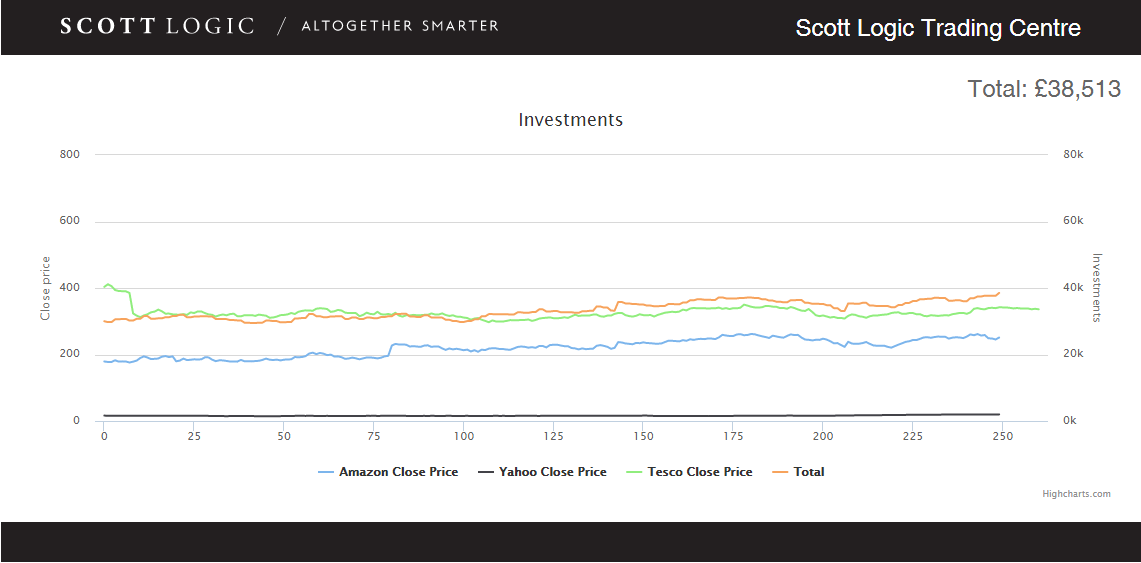 SCOTT LOGIC / ALTOGETHER SMARTER
Scott Logic Trading Centre
Total: £38,513
Investments
800
600
400
200
0
Close price
80k
60k
40k
20k
0k
Investments
0 25 50 75 100 125 150 175 200 225 250
Amazon Close Price Yahoo Close Price Tesco Close Price Total
Highcharts.com